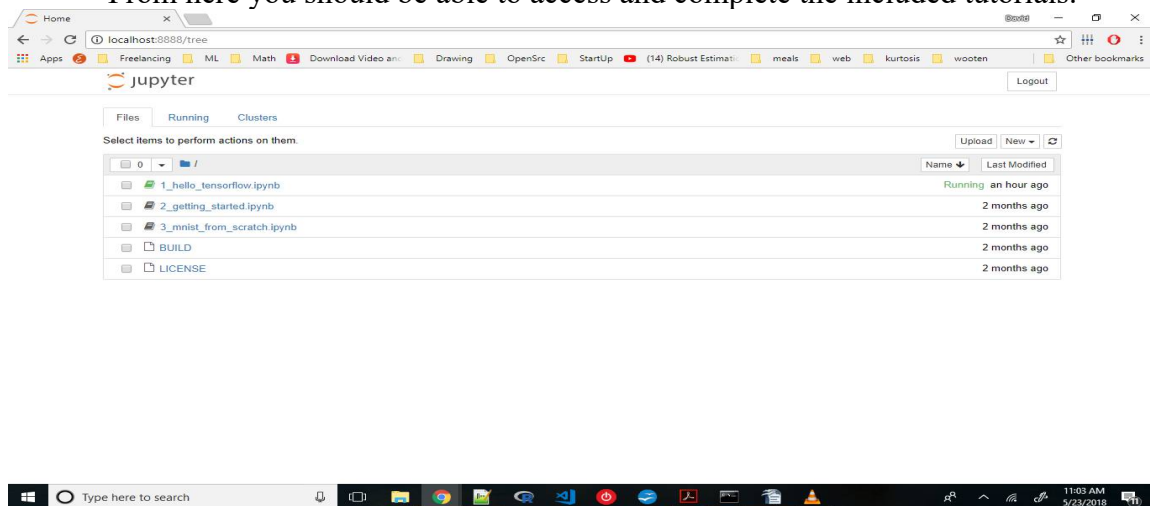 From here you should be able to access and complete the included tutorials.
Home
David
localhost:8888/tree
Apps Freelancing ML Math Download Video and Drawing OpenSrc StartUp (14) Robust Estimati meals web kurtosis wooten Other bookmarks
jupyter Logout
Files Running Clusters
Select items to perform actions on them. Upload New
0 / Name Last Modified
1_hello_tensorflow.ipynb Running an hour ago
2_getting_started.ipynb 2 months ago
3_mnist_from_scratch.ipynb 2 months ago
BUILD 2 months ago
LICENSE 2 months ago
Type here to search 11:03 AM
5/23/2018